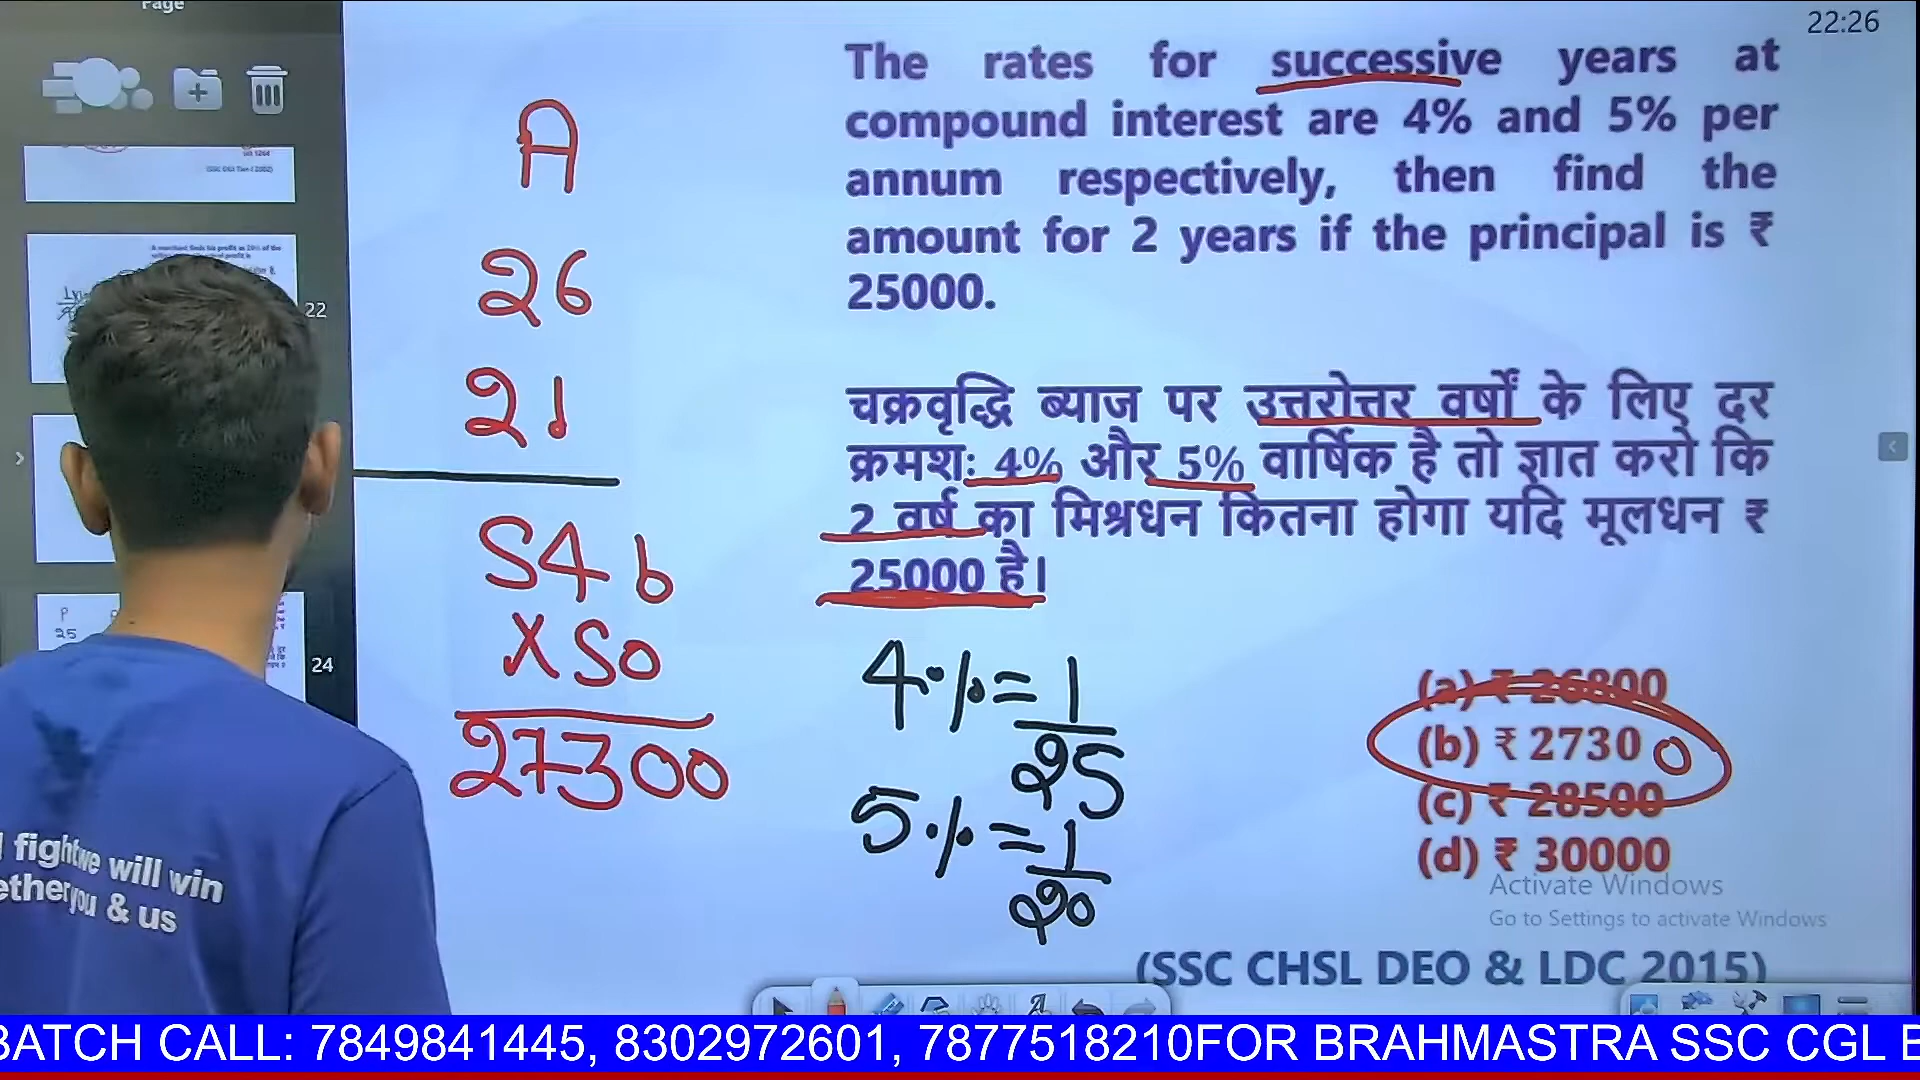 Page
22:26
The rates for successive years at
compound interest are 4% and 5% per
annum respectively, then find the
amount for 2 years if the principal is ₹
25000.
चक्रवृद्धि ब्याज पर उत्तरोत्तर वर्षों के लिए दर
क्रमशः 4% और 5% वार्षिक है तो ज्ञात करो कि
2 वर्ष का मिश्रधन कितना होगा यदि मूलधन ₹
25000 है।
A
26
21
546
X 50
27300
4% = 1/25
5% = 1/20
(a) ₹ 26800
(b) ₹ 27300
(c) ₹ 28500
(d) ₹ 30000
Activate Windows
Go to Settings to activate Windows
(SSC CHSL DEO & LDC 2015)
22
24
P
25
fight we will win
you & us
BATCH CALL: 7849841445, 8302972601, 7877518210FOR BRAHMASTRA SSC CGL